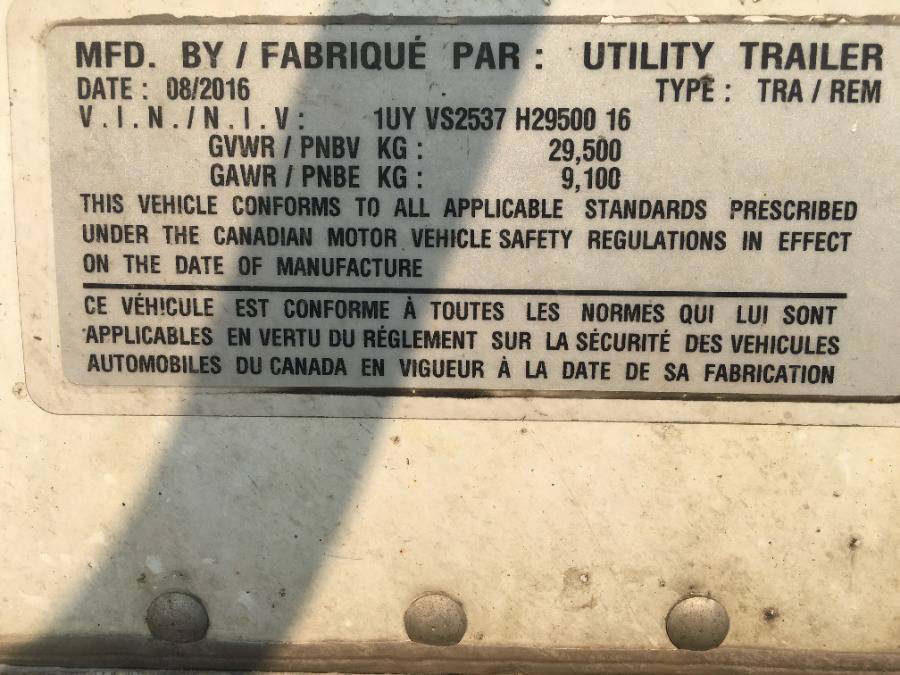 MFD. BY / FABRIQUÉ PAR : UTILITY TRAILER
DATE : 08/2016 TYPE : TRA / REM
V.I.N./N.I.V: 1UY VS2537 H29500 16
GVWR / PNBV KG : 29,500
GAWR / PNBE KG : 9,100
THIS VEHICLE CONFORMS TO ALL APPLICABLE STANDARDS PRESCRIBED
UNDER THE CANADIAN MOTOR VEHICLE SAFETY REGULATIONS IN EFFECT
ON THE DATE OF MANUFACTURE
CE VÉHICULE EST CONFORME À TOUTES LES NORMES QUI LUI SONT
APPLICABLES EN VERTU DU RÉGLEMENT SUR LA SÉCURITÉ DES VEHICULES
AUTOMOBILES DU CANADA EN VIGUEUR À LA DATE DE SA FABRICATION